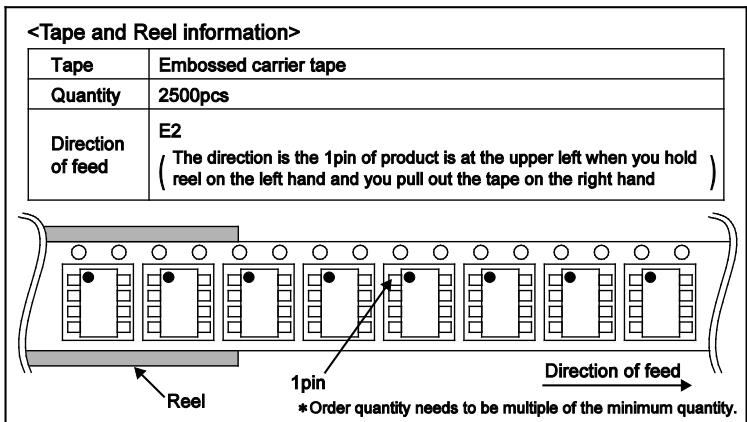 <Tape and Reel information>
Tape Embossed carrier tape
Quantity 2500pcs
Direction of feed E2
( The direction is the 1pin of product is at the upper left when you hold
reel on the left hand and you pull out the tape on the right hand )
Direction of feed
1pin
Reel
*Order quantity needs to be multiple of the minimum quantity.